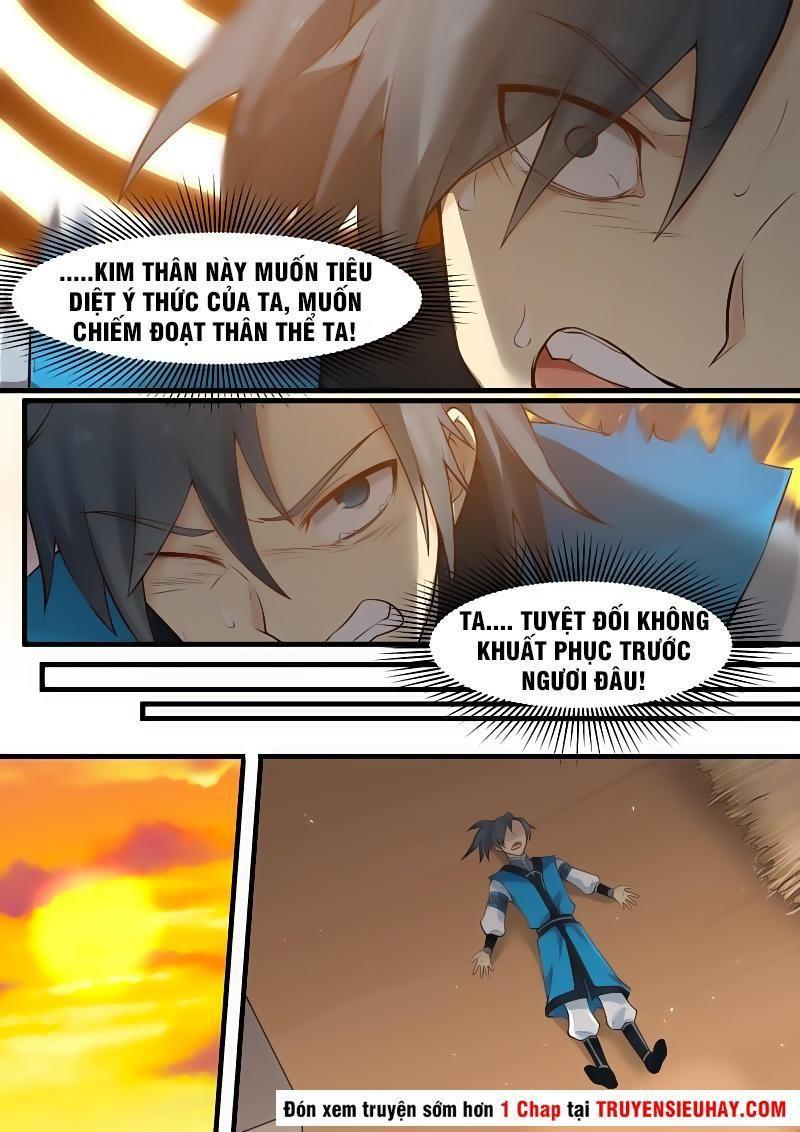 .....KIM THÂN NÀY MUỐN TIÊU
DIỆT Ý THỨC CỦA TA, MUỐN
CHIẾM ĐOẠT THÂN THỂ TA!
TA.... TUYỆT ĐỐI KHÔNG
KHUẤT PHỤC TRƯỚC
NGƯƠI ĐÂU!
Đón xem truyện sớm hơn 1 Chap tại TRUYENSIEUHAY.COM